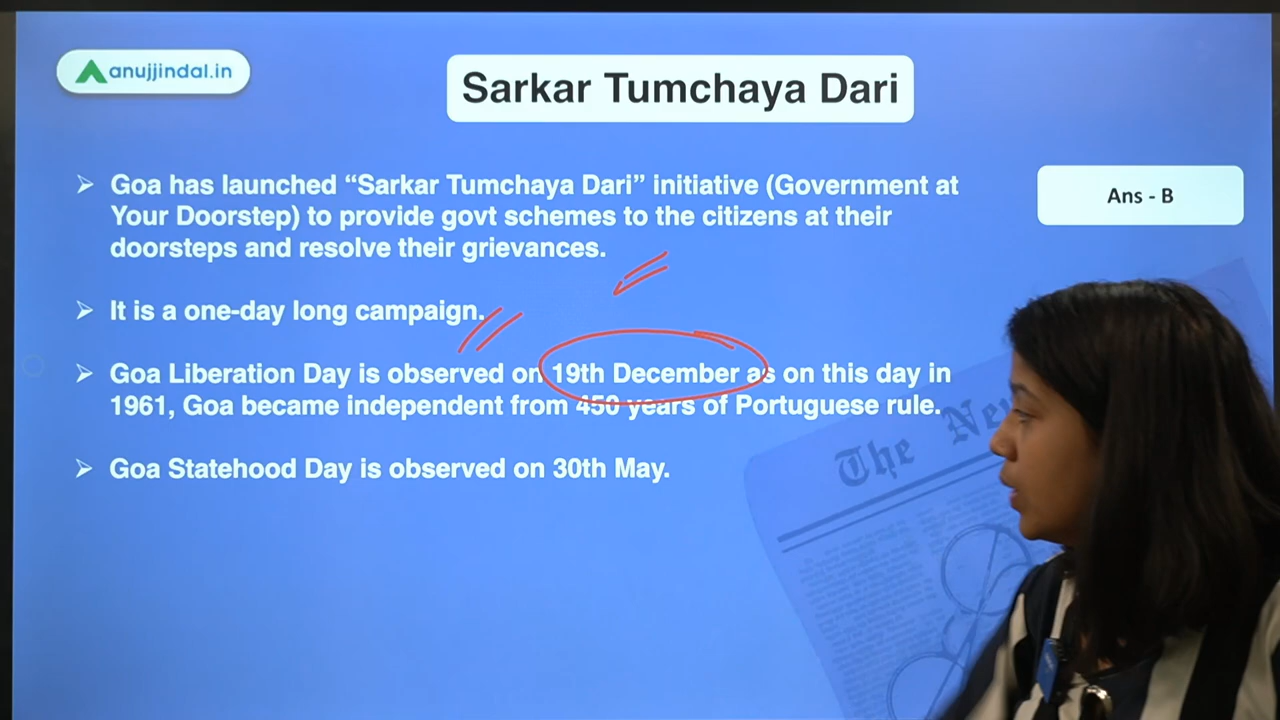 anujjindal.in
Sarkar Tumchaya Dari
Goa has launched “Sarkar Tumchaya Dari” initiative (Government at
Your Doorstep) to provide govt schemes to the citizens at their
doorsteps and resolve their grievances.
Ans - B
It is a one-day long campaign.
Goa Liberation Day is observed on 19th December as on this day in
1961, Goa became independent from 450 years of Portuguese rule.
Goa Statehood Day is observed on 30th May.
The